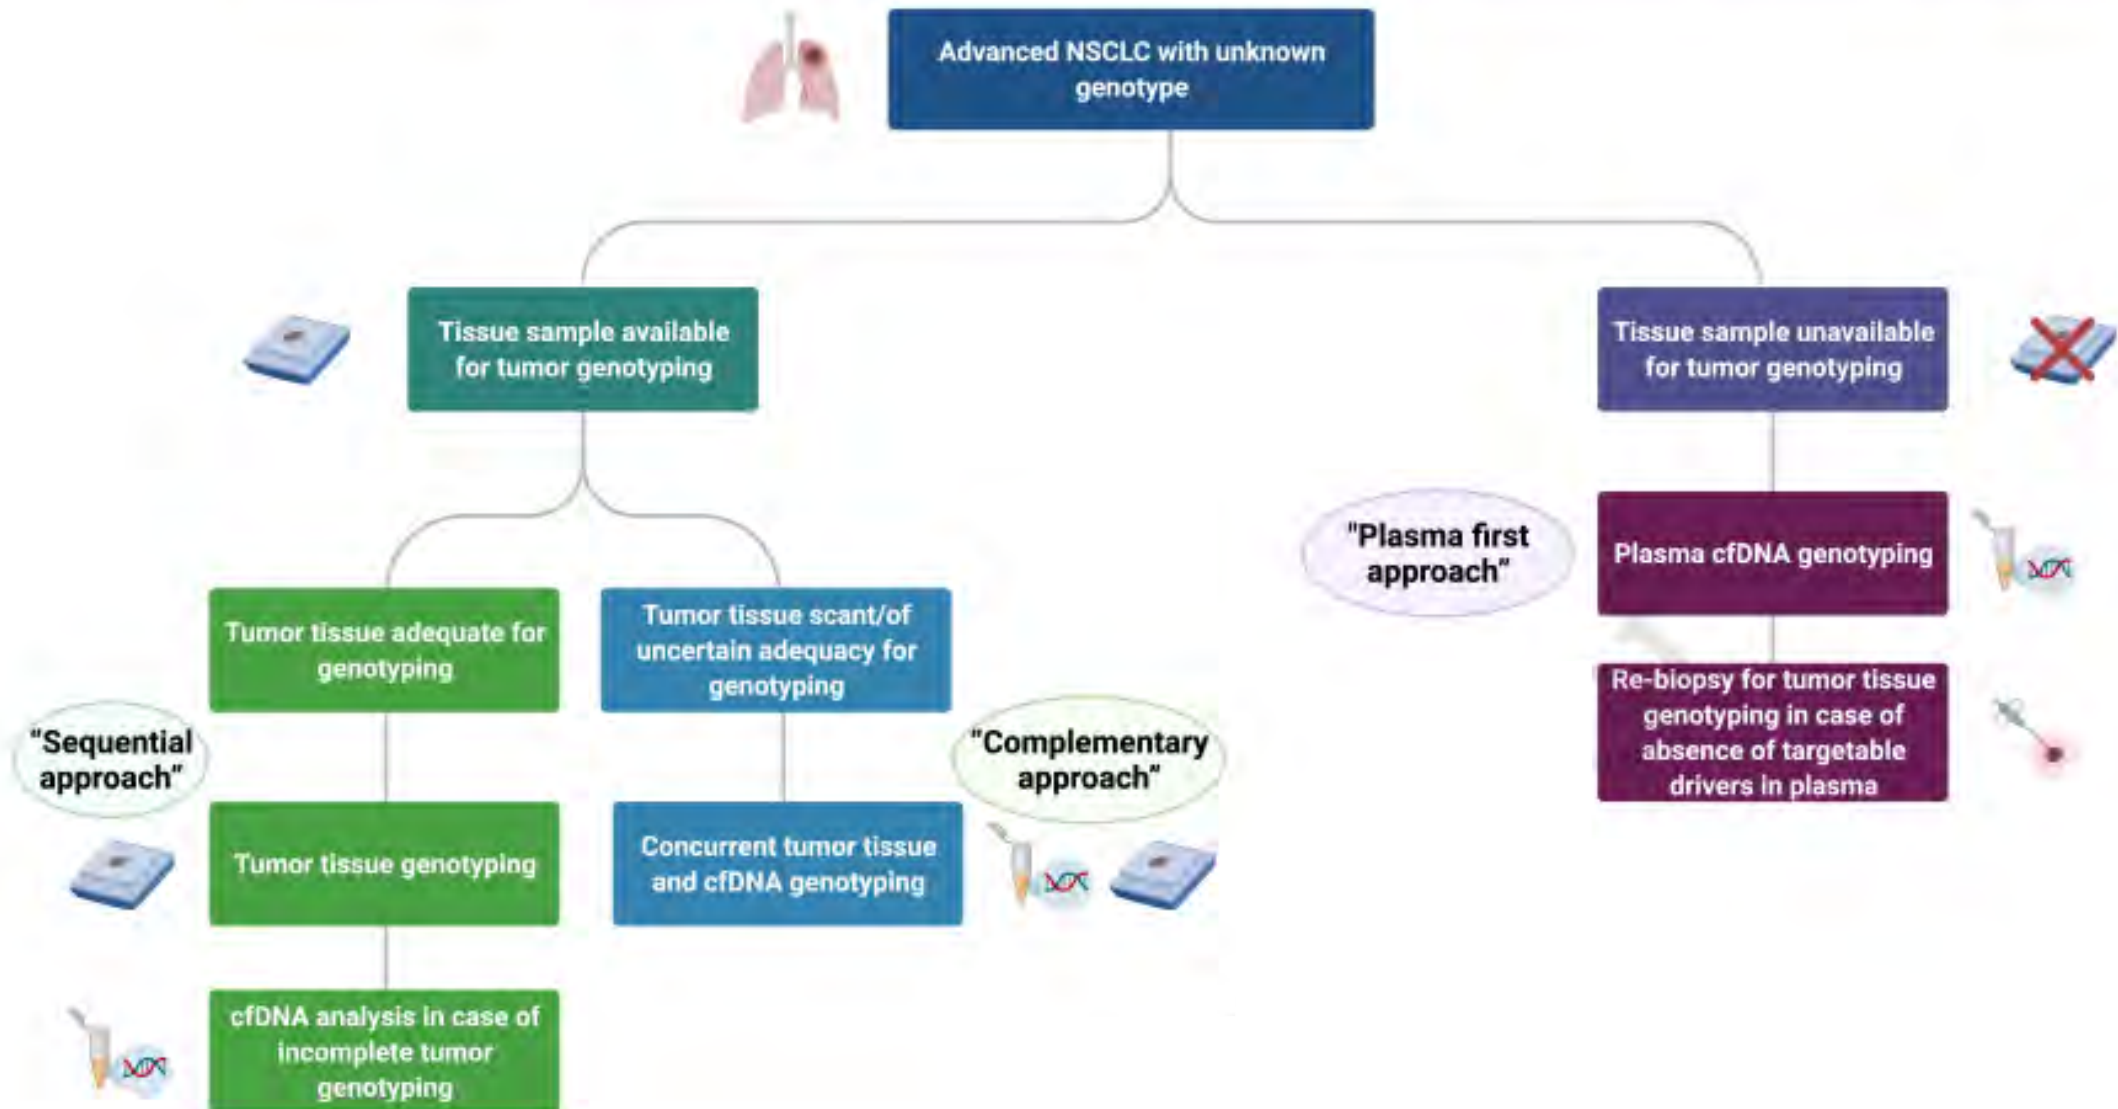 Advanced NSCLC with unknown
genotype
Tissue sample available
for tumor genotyping
Tissue sample unavailable
for tumor genotyping
"Plasma first
approach"
Plasma cfDNA genotyping
Tumor tissue adequate for
genotyping
Tumor tissue scant/of
uncertain adequacy for
genotyping
Re-biopsy for tumor tissue
genotyping in case of
absence of targetable
drivers in plasma
"Sequential
approach"
"Complementary
approach"
Tumor tissue genotyping
Concurrent tumor tissue
and cfDNA genotyping
cfDNA analysis in case of
incomplete tumor
genotyping